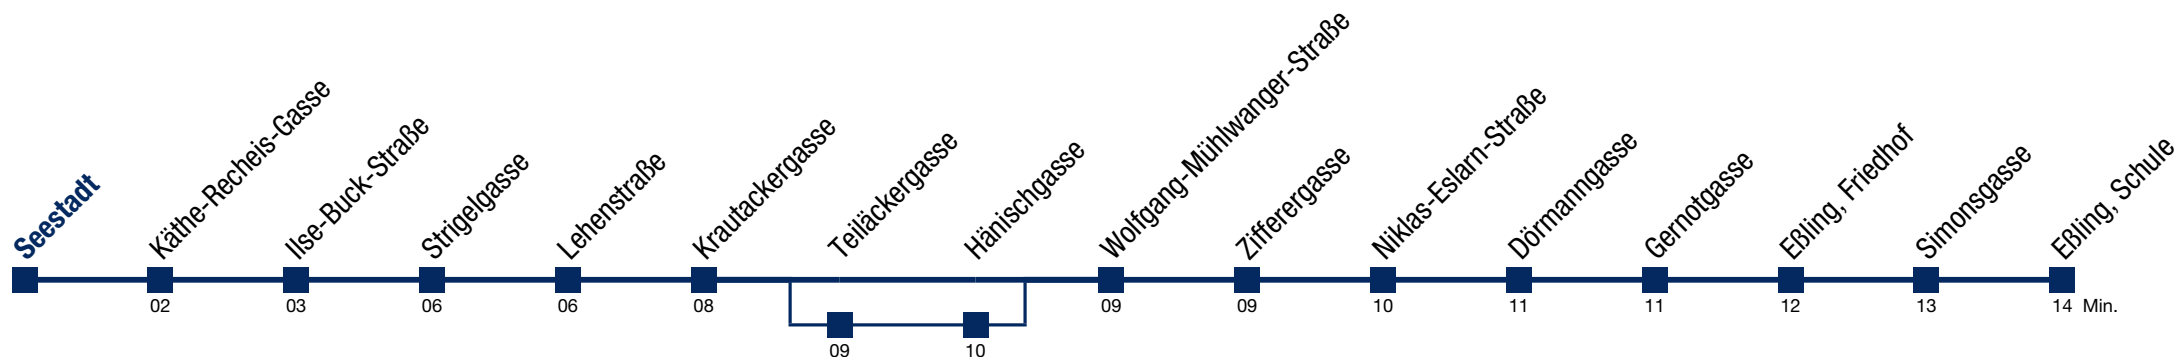 Seestadt
Käthe-Recheis-Gasse
Ilse-Buck-Straße
Strigelgasse
Lehenstraße
Krautackergasse
Teiläckergasse
Hänischgasse
Wolfgang-Mühlwanger-Straße
Ziffererergasse
Niklas-Eslarn-Straße
Dörmanngasse
Gernotgasse
Eßling, Friedhof
Simonsgasse
Eßling, Schule
02 03 06 06 08 09 09 10 11 11 12 13 14 Min.
09 10